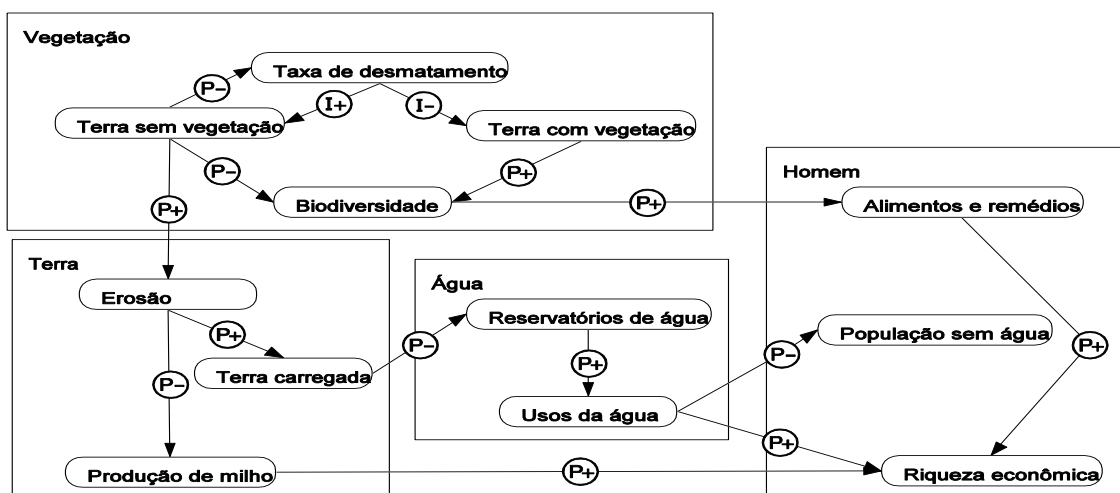 Vegetação
Taxa de desmatamento
P–
I+
I–
Terra sem vegetação
Terra com vegetação
P–
P+
P+
Biodiversidade
P+
Homem
Alimentos e remédios
Terra
Erosão
P+
Terra carregada
P–
P–
Água
Reservatórios de água
P+
Usos da água
P–
População sem água
P+
P+
Produção de milho
P+
Riqueza econômica